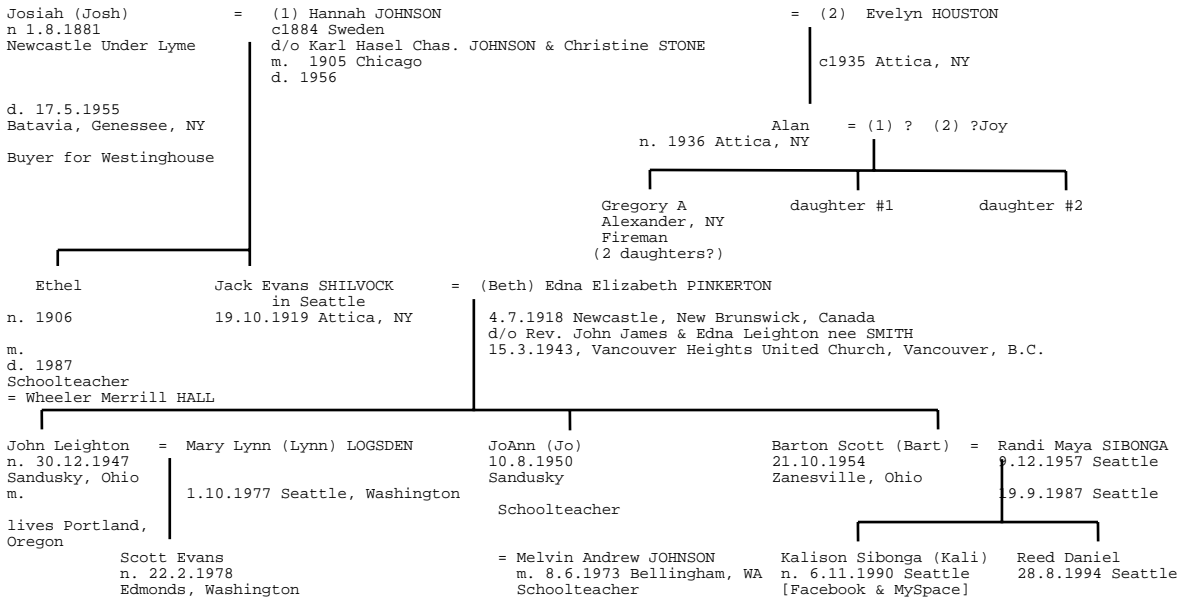 Josiah (Josh) = (1) Hannah JOHNSON = (2) Evelyn HOUSTON
n 1.8.1881 c1884 Sweden
Newcastle Under Lyme d/o Karl Hasel Chas. JOHNSON & Christine STONE
m. 1905 Chicago c1935 Attica, NY
d. 1956
d. 17.5.1955
Batavia, Genessee, NY Alan = (1) ? (2) ?Joy
n. 1936 Attica, NY
Buyer for Westinghouse
Gregory A daughter #1 daughter #2
Alexander, NY
Fireman
(2 daughters?)
Ethel Jack Evans SHILVOCK = (Beth) Edna Elizabeth PINKERTON
in Seattle
n. 1906 19.10.1919 Attica, NY 4.7.1918 Newcastle, New Brunswick, Canada
d/o Rev. John James & Edna Leighton nee SMITH
m. 15.3.1943, Vancouver Heights United Church, Vancouver, B.C.
d. 1987
Schoolteacher
= Wheeler Merrill HALL
John Leighton = Mary Lynn (Lynn) LOGSDEN JoAnn (Jo) Barton Scott (Bart) = Randi Maya SIBONGA
n. 30.12.1947 10.8.1950 21.10.1954 9.12.1957 Seattle
Sandusky, Ohio Sandusky Zanesville, Ohio
m. 1.10.1977 Seattle, Washington 19.9.1987 Seattle
Schoolteacher
lives Portland,
Oregon
Scott Evans = Melvin Andrew JOHNSON Kalison Sibonga (Kali) Reed Daniel
n. 22.2.1978 m. 8.6.1973 Bellingham, WA n. 6.11.1990 Seattle 28.8.1994 Seattle
Edmonds, Washington Schoolteacher [Facebook & MySpace]